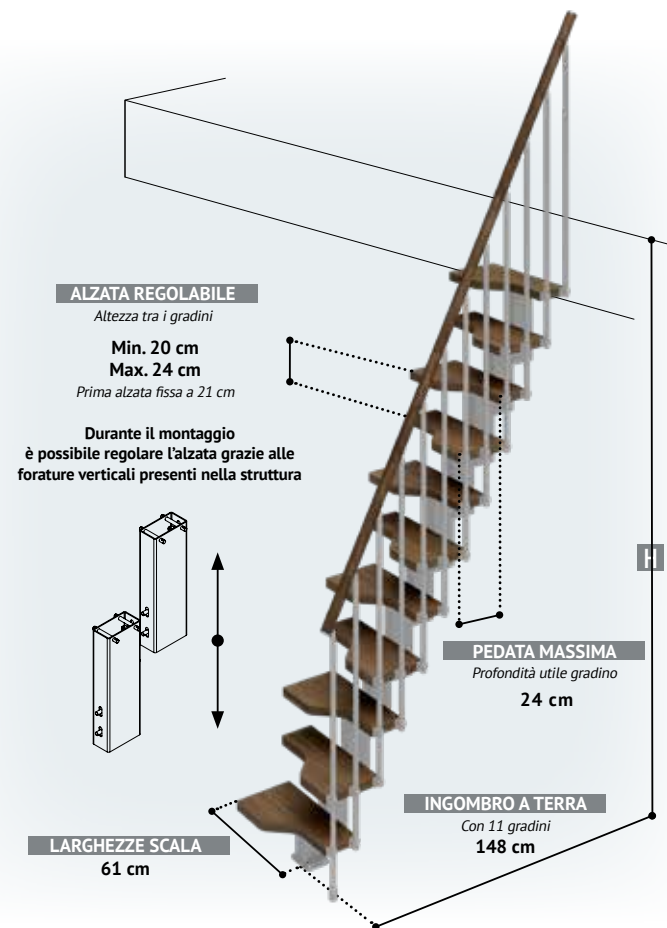 ALZATA REGOLABILE
Altezza tra i gradini
Min. 20 cm
Max. 24 cm
Prima alzata fissa a 21 cm
Durante il montaggio
è possibile regolare l'alzata grazie alle
forature verticali presenti nella struttura
H
PEDATA MASSIMA
Profondità utile gradino
24 cm
INGOMBRO A TERRA
Con 11 gradini
148 cm
LARGHEZZE SCALA
61 cm